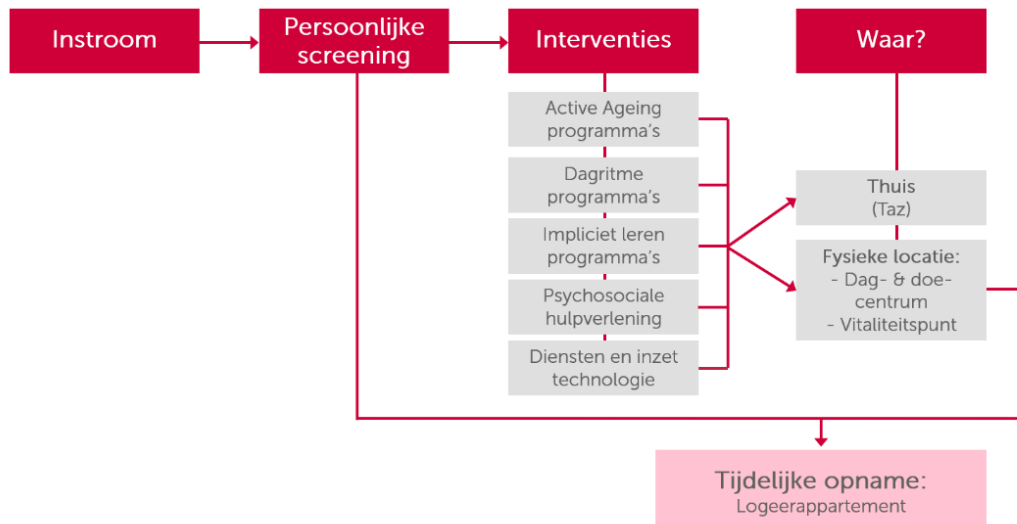 Instroom
Persoonlijke
screening
Interventies
Waar?
Active Ageing
programma's
Dagritme
programma's
Impliciet leren
programma's
Psychosociale
hulpverlening
Diensten en inzet
technologie
Thuis
(Taz)
Fysieke locatie:
- Dag- & doe-
centrum
- Vitaliteitspunt
Tijdelijke opname:
Logeerappartement